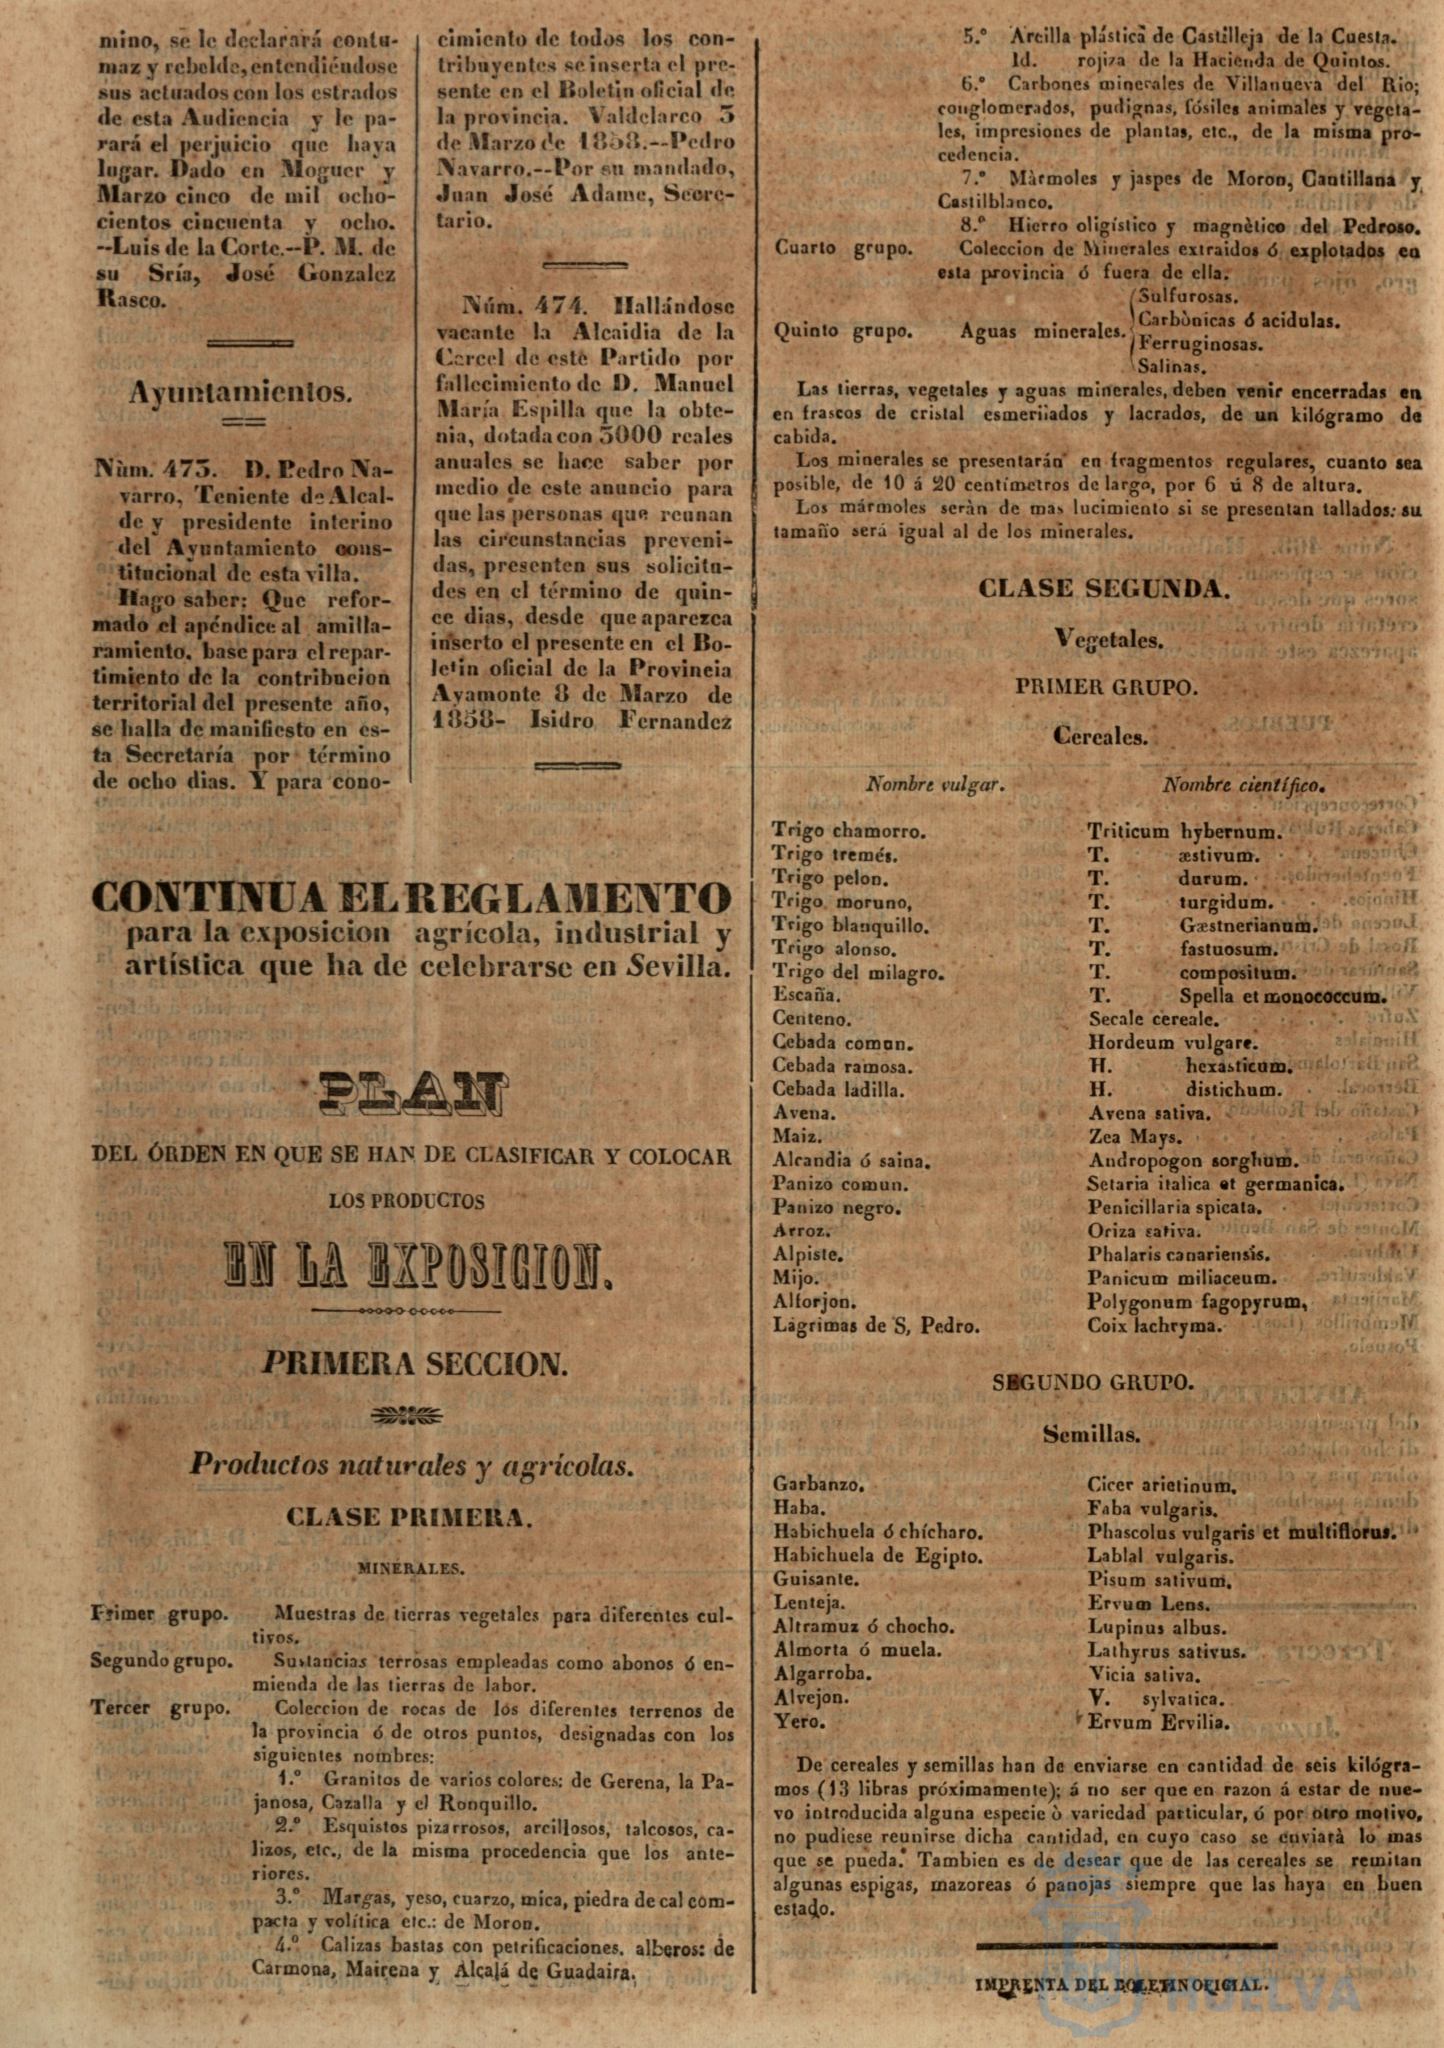 mino, se le declarará contu-
maz y rebelde, entendiéndose
sus actuados con los estrados
de esta Audiencia y le pa-
rará el perjuicio que haya
lugar. Dado en Moguer y
Marzo cinco de mil ocho-
cientos cincuenta y ocho.
--Luis de la Corte.--P. M. de
su Sría, José Gonzalez
Rasco.
Ayuntamientos.
Nùm. 473. D. Pedro Na-
varro, Teniente de Alcal-
de y presidente interino
del Ayuntamiento cons-
titucional de esta villa.
Hago saber: Que refor-
mado el apéndice al amilla-
ramiento, base para el repar-
timiento de la contribucion
territorial del presente año,
se halla de manifiesto en es-
ta Secretaría por término
de ocho dias. Y para cono-
cimiento de todos los con-
tribuyentes se inserta el pre-
sente en el Boletin oficial de
la provincia. Valdelarco 3
de Marzo de 1858.--Pedro
Navarro.--Por su mandado,
Juan José Adame, Secre-
tario.
Núm. 474. Hallándose
vacante la Alcaidia de la
Carcel de este Partido por
fallecimiento de D. Manuel
María Espilla que la obte-
nia, dotada con 3000 reales
anuales se hace saber por
medio de este anuncio para
que las personas que reunan
las circunstancias preveni-
das, presenten sus solicitu-
des en el término de quin-
ce dias, desde que aparezca
inserto el presente en el Bo-
letin oficial de la Provincia
Ayamonte 8 de Marzo de
1858- Isidro Fernandez
CONTINUA EL REGLAMENTO
para la exposicion agrícola, industrial y
artística que ha de celebrarse en Sevilla.
PLAN
DEL ÓRDEN EN QUE SE HAN DE CLASIFICAR Y COLOCAR
LOS PRODUCTOS
EN LA EXPOSICION.
PRIMERA SECCION.
Productos naturales y agrícolas.
CLASE PRIMERA.
MINERALES.
Primer grupo. Muestras de tierras vegetales para diferentes cul-
tivos.
Segundo grupo. Sustancias terrosas empleadas como abonos ó en-
mienda de las tierras de labor.
Tercer grupo. Coleccion de rocas de los diferentes terrenos de
la provincia ó de otros puntos, designadas con los
siguientes nombres:
1.º Granitos de varios colores: de Gerena, la Pa-
janosa, Cazalla y el Ronquillo.
2.º Esquistos pizarrosos, arcillosos, talcosos, ca-
lizos, etc., de la misma procedencia que los ante-
riores.
3.º Margas, yeso, cuarzo, mica, piedra de cal com-
pacta y volítica etc.: de Moron.
4.º Calizas bastas con petrificaciones. alberos: de
Carmona, Mairena y Alcalá de Guadaira.
5.º Arcilla plástica de Castilleja de la Cuesta.
Id. rojiza de la Hacienda de Quintos.
6.º Carbones minerales de Villanueva del Rio;
conglomerados, pudignas, fósiles animales y vegeta-
les, impresiones de plantas, etc., de la misma pro-
cedencia.
7.º Màrmoles y jaspes de Moron, Cantillana y
Castilblanco.
8.º Hierro oligístico y magnètico del Pedroso.
Cuarto grupo. Coleccion de Minerales extraidos ó explotados en
esta provincia ó fuera de ella.
Quinto grupo. Aguas minerales.
Sulfurosas.
Carbònicas ó acidulas.
Ferruginosas.
Salinas.
Las tierras, vegetales y aguas minerales, deben venir encerradas en
en frascos de cristal esmerilados y lacrados, de un kilógramo de
cabida.
Los minerales se presentarán en fragmentos regulares, cuanto sea
posible, de 10 á 20 centímetros de largo, por 6 ú 8 de altura.
Los mármoles seràn de mas lucimiento si se presentan tallados: su
tamaño será igual al de los minerales.
CLASE SEGUNDA.
Vegetales.
PRIMER GRUPO.
Cereales.
Nombre vulgar. Nombre científico.
Trigo chamorro. Triticum hybernum.
Trigo tremés. T. æstivum.
Trigo pelon. T. durum.
Trigo moruno, T. turgidum.
Trigo blanquillo. T. Gæstnerianum.
Trigo alonso. T. fastuosum.
Trigo del milagro. T. compositum.
Escaña. T. Spella et monococcum.
Centeno. Secale cereale.
Cebada comun. Hordeum vulgare.
Cebada ramosa. H. hexasticum.
Cebada ladilla. H. distichum.
Avena. Avena sativa.
Maiz. Zea Mays.
Alcandia ó saina. Andropogon sorghum.
Panizo comun. Setaria italica et germanica.
Panizo negro. Penicillaria spicata.
Arroz. Oriza sativa.
Alpiste. Phalaris canariensis.
Mijo. Panicum miliaceum.
Alforjon. Polygonum fagopyrum,
Lágrimas de S, Pedro. Coix lachryma.
SEGUNDO GRUPO.
Semillas.
Garbanzo. Cicer arietinum,
Haba. Faba vulgaris.
Habichuela ó chícharo. Phascolus vulgaris et multiflorus.
Habichuela de Egipto. Lablal vulgaris.
Guisante. Pisum sativum,
Lenteja. Ervum Lens.
Altramuz ó chocho. Lupinus albus.
Almorta ó muela. Lathyrus sativus.
Algarroba. Vicia sativa.
Alvejon. V. sylvatica.
Yero. Ervum Ervilia.
De cereales y semillas han de enviarse en cantidad de seis kilógra-
mos (13 libras próximamente); á no ser que en razon á estar de nue-
vo introducida alguna especie ò variedad particular, ó por otro motivo,
no pudiese reunirse dicha cantidad, en cuyo caso se enviarà lo mas
que se pueda. Tambien es de desear que de las cereales se remitan
algunas espigas, mazoreas ó panojas siempre que las haya en buen
estado.
IMPRENTA DEL BOLETIN OFICIAL.
HUELVA